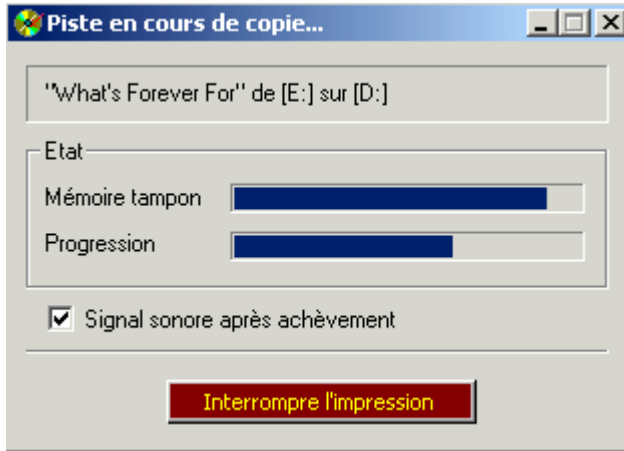 Piste en cours de copie...
"What's Forever For" de [E:] sur [D:]
Etat
Mémoire tampon
Progression
Signal sonore après achèvement
Interrompre l'impression